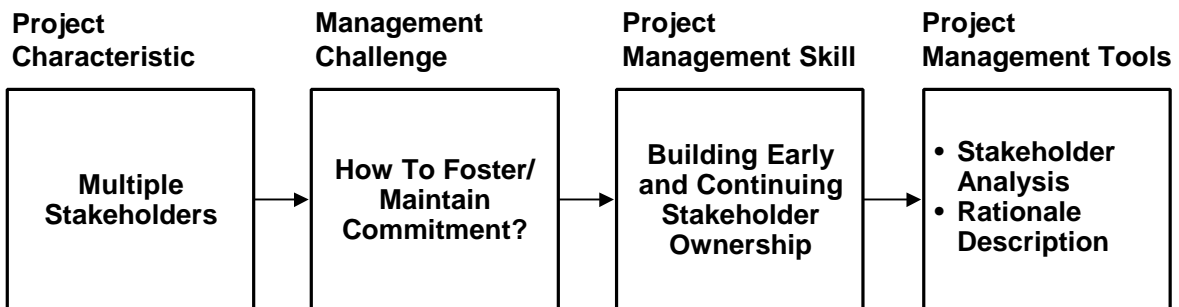 Project
Characteristic
Management
Challenge
Project
Management Skill
Project
Management Tools
Multiple
Stakeholders
How To Foster/
Maintain
Commitment?
Building Early
and Continuing
Stakeholder
Ownership
• Stakeholder
Analysis
• Rationale
Description